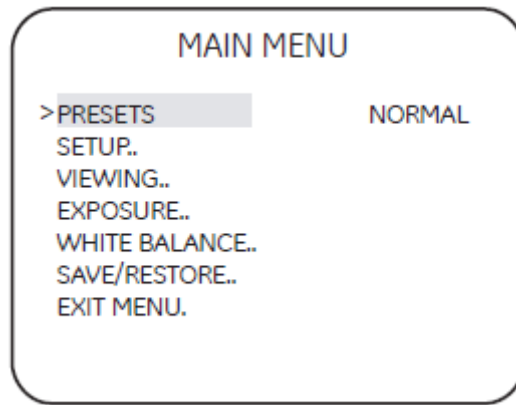 MAIN MENU
>PRESETS NORMAL
SETUP..
VIEWING..
EXPOSURE..
WHITE BALANCE..
SAVE/RESTORE..
EXIT MENU.